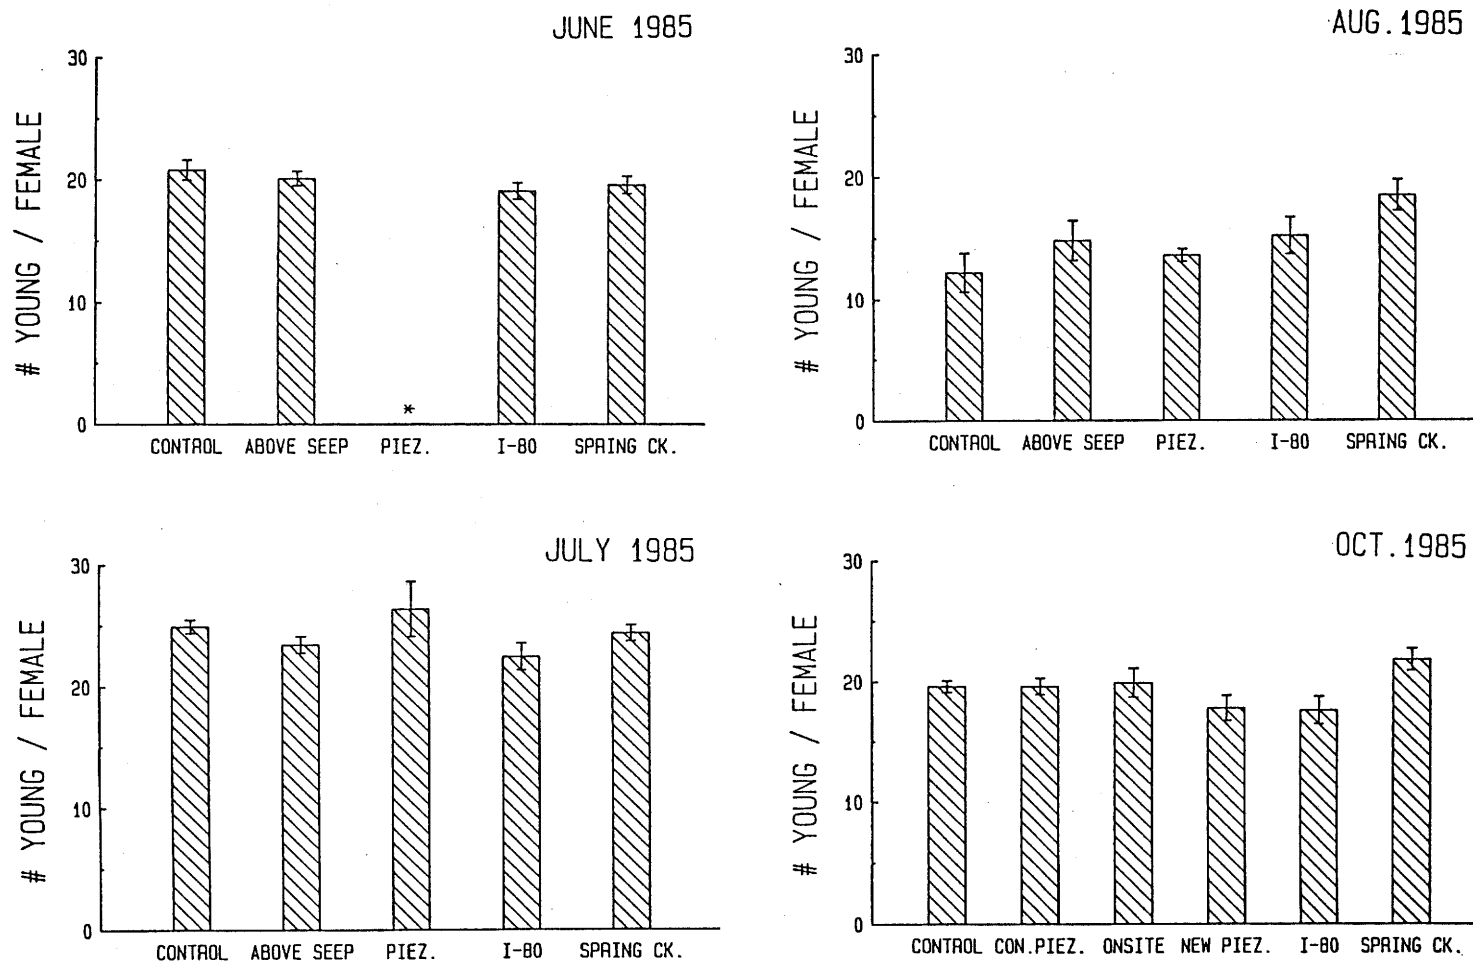 JUNE 1985
# YOUNG / FEMALE
30
20
10
0
*
CONTROL ABOVE SEEP PIEZ. I-80 SPRING CK.
AUG.1985
# YOUNG / FEMALE
30
20
10
0
CONTROL ABOVE SEEP PIEZ. I-80 SPRING CK.
JULY 1985
# YOUNG / FEMALE
30
20
10
0
CONTROL ABOVE SEEP PIEZ. I-80 SPRING CK.
OCT.1985
# YOUNG / FEMALE
30
20
10
0
CONTROL CON.PIEZ. ONSITE NEW PIEZ. I-80 SPRING CK.